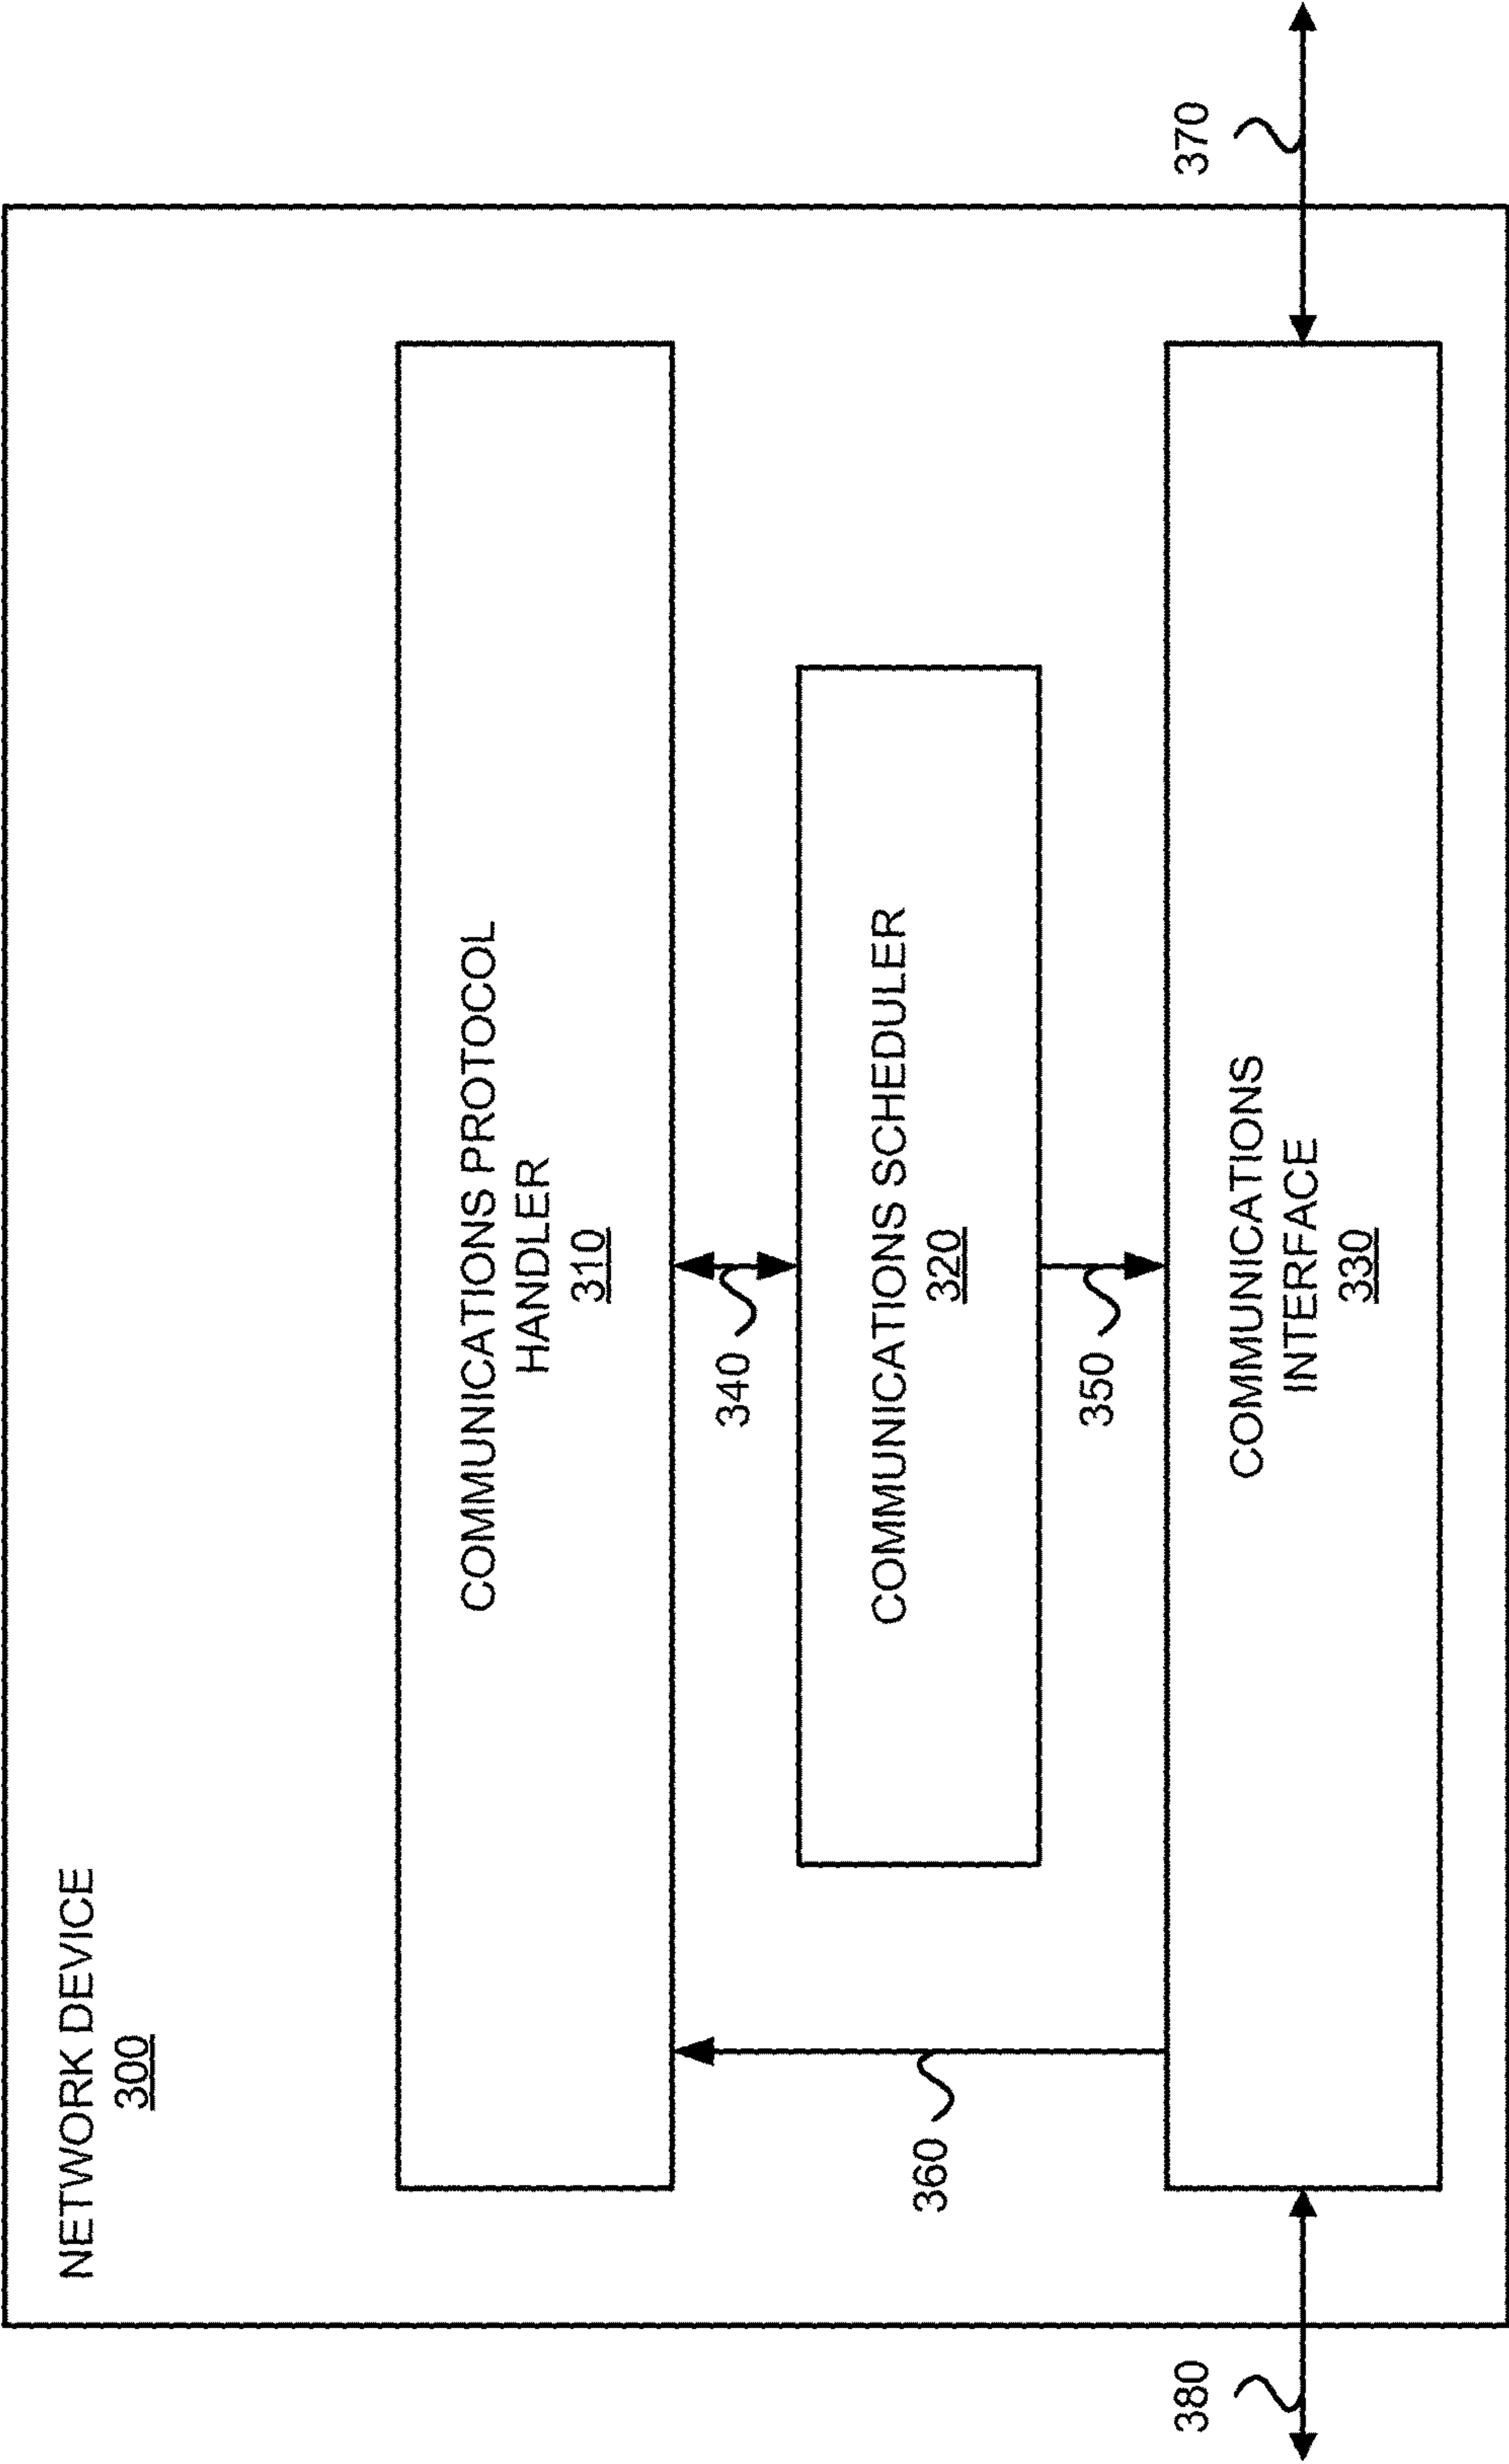 NETWORK DEVICE
300
COMMUNICATIONS PROTOCOL
HANDLER
310
340
COMMUNICATIONS SCHEDULER
320
360
350
COMMUNICATIONS
INTERFACE
330
380
370